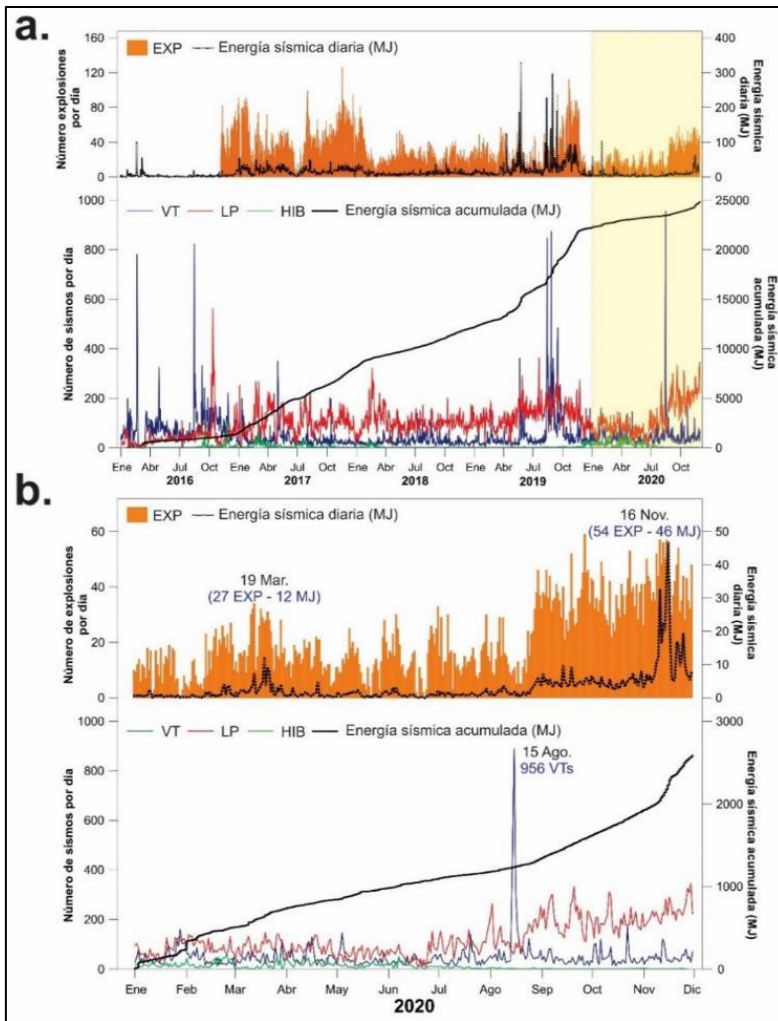 a.
EXP Energía sísmica diaria (MJ)
Número explosiones por día
160
120
80
40
0
Energía sísmica diaria (MJ)
400
300
200
100
0
VT LP HIB Energía sísmica acumulada (MJ)
Número de sismos por día
1000
800
600
400
200
0
Energía sísmica acumulada (MJ)
25000
20000
15000
10000
5000
0
Ene Abr Jul Oct Ene Abr Jul Oct Ene Abr Jul Oct Ene Abr Jul Oct Ene Abr Jul Oct
2016 2017 2018 2019 2020
b.
EXP Energía sísmica diaria (MJ)
16 Nov.
(54 EXP - 46 MJ)
19 Mar.
(27 EXP - 12 MJ)
Número de explosiones por día
60
40
20
0
Energía sísmica diaria (MJ)
50
40
30
20
10
0
VT LP HIB Energía sísmica acumulada (MJ)
15 Ago.
956 VTs
Número de sismos por día
1000
800
600
400
200
0
Energía sísmica acumulada (MJ)
3000
2000
1000
0
Ene Feb Mar Abr May Jun Jul Ago Sep Oct Nov Dic
2020